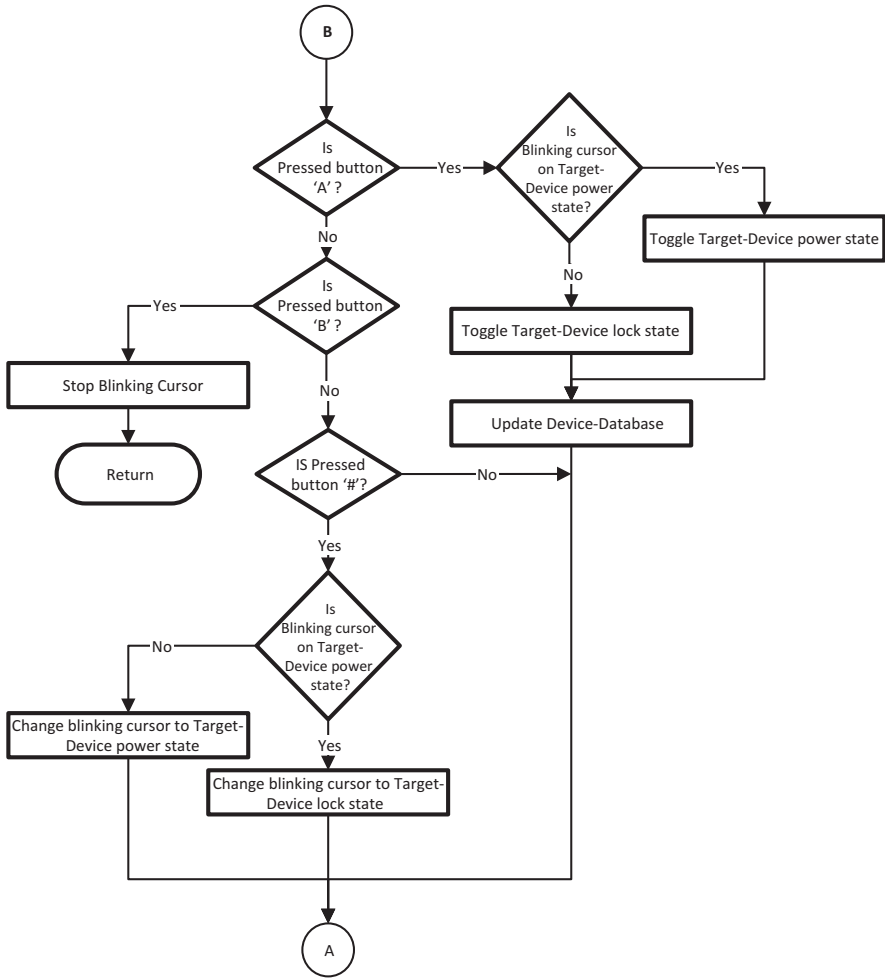 B
Is
Pressed button
‘A’ ?
Yes
Is
Blinking cursor
on Target-
Device power
state?
Yes
Toggle Target-Device power state
No
No
Is
Pressed button
‘B’ ?
Yes
Toggle Target-Device lock state
Stop Blinking Cursor
No
Update Device-Database
Return
IS Pressed
button ‘#’?
No
Yes
Is
Blinking cursor
on Target-
Device power
state?
No
Change blinking cursor to Target-
Device power state
Yes
Change blinking cursor to Target-
Device lock state
A